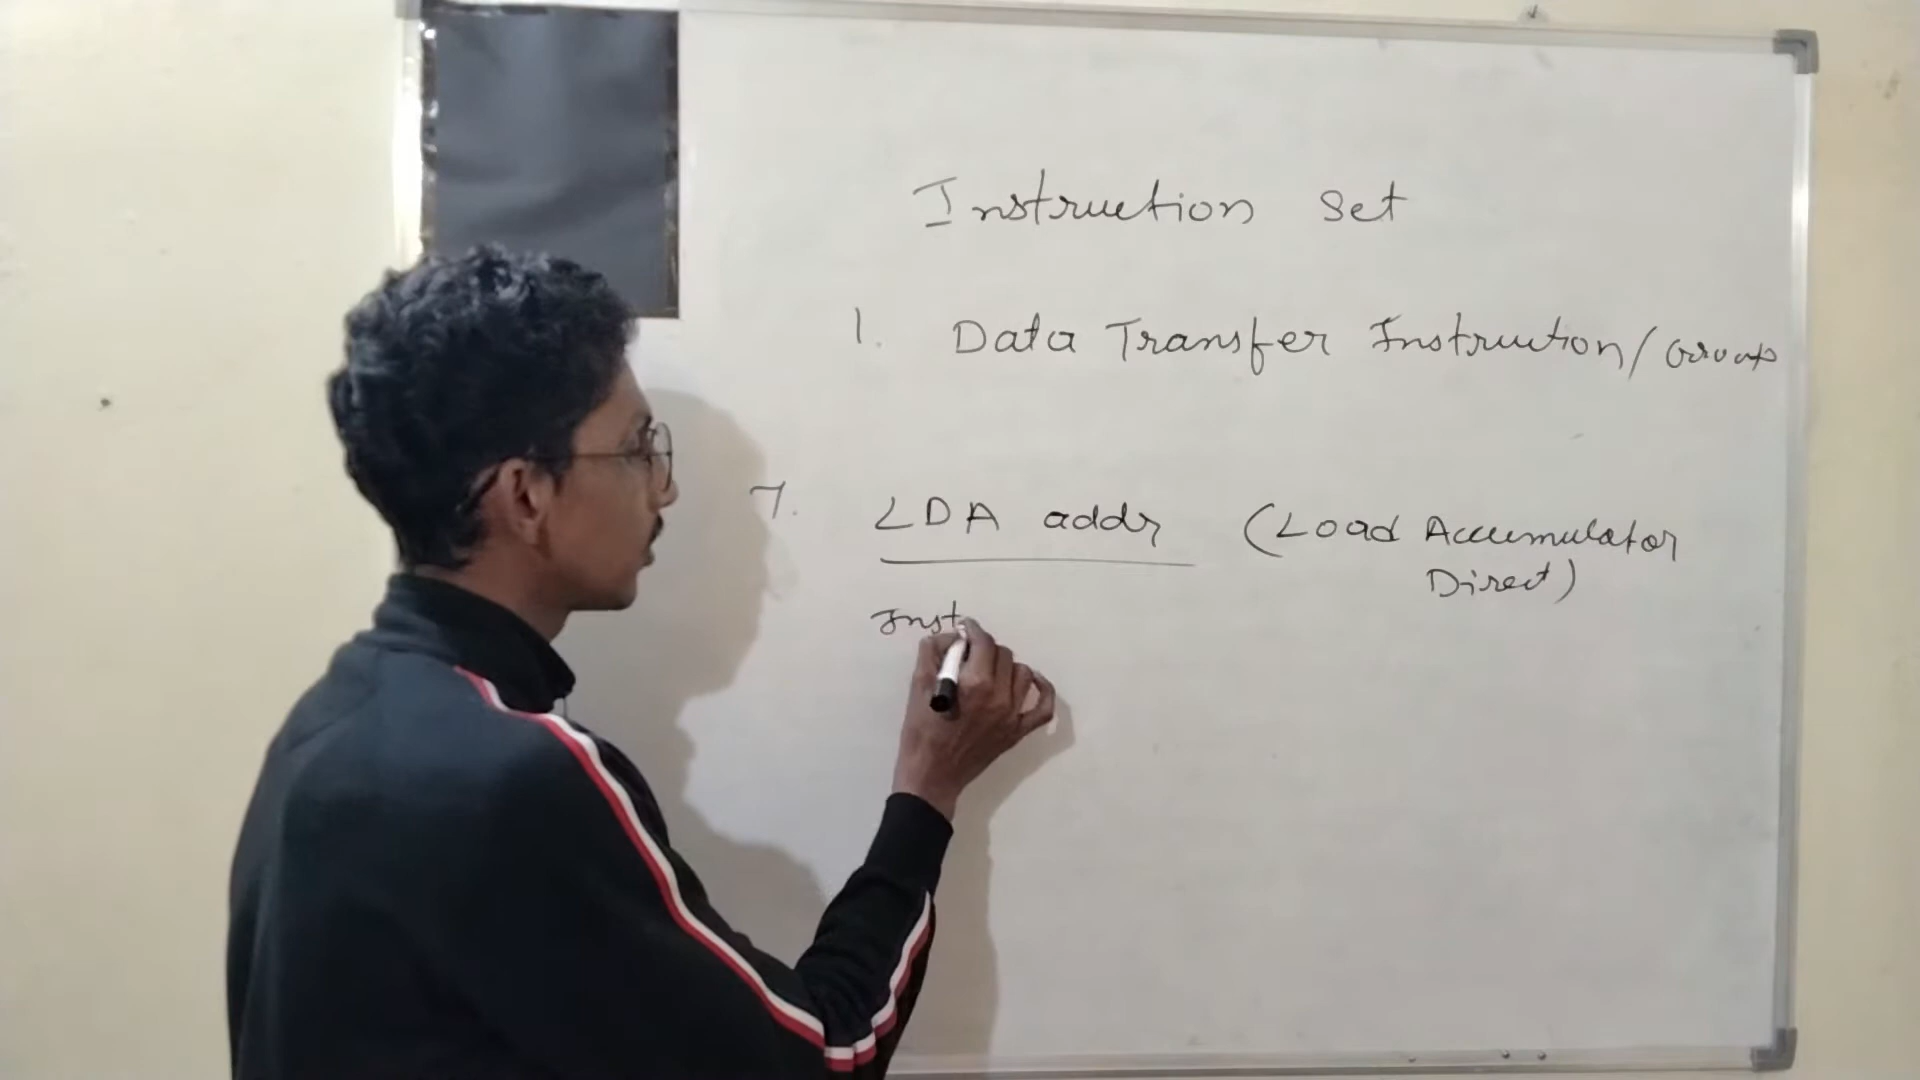 Instruction Set
1. Data Transfer Instruction/Group
7. LDA addr (Load Accumulator
Direct)
Inst